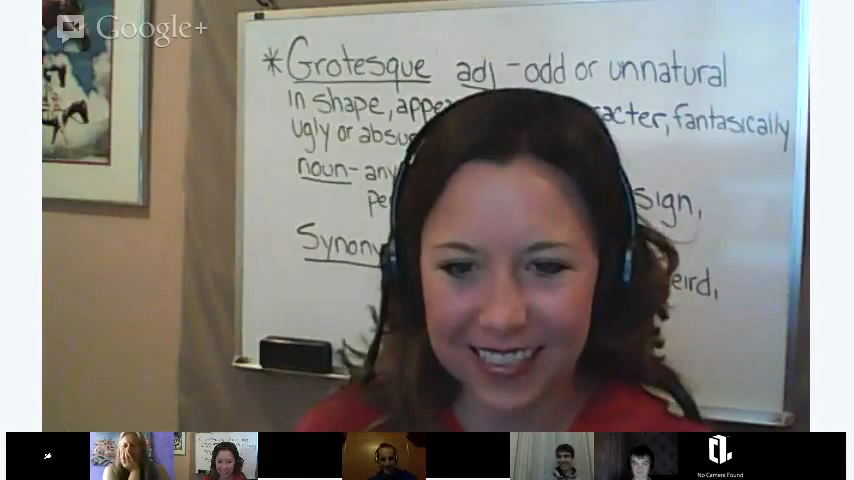 Google+
*Grotesque adj - odd or unnatural
in shape, appe acter, fantasically
ugly or absu
noun- any
pe sign,
Synony
eird,
No Camera Found